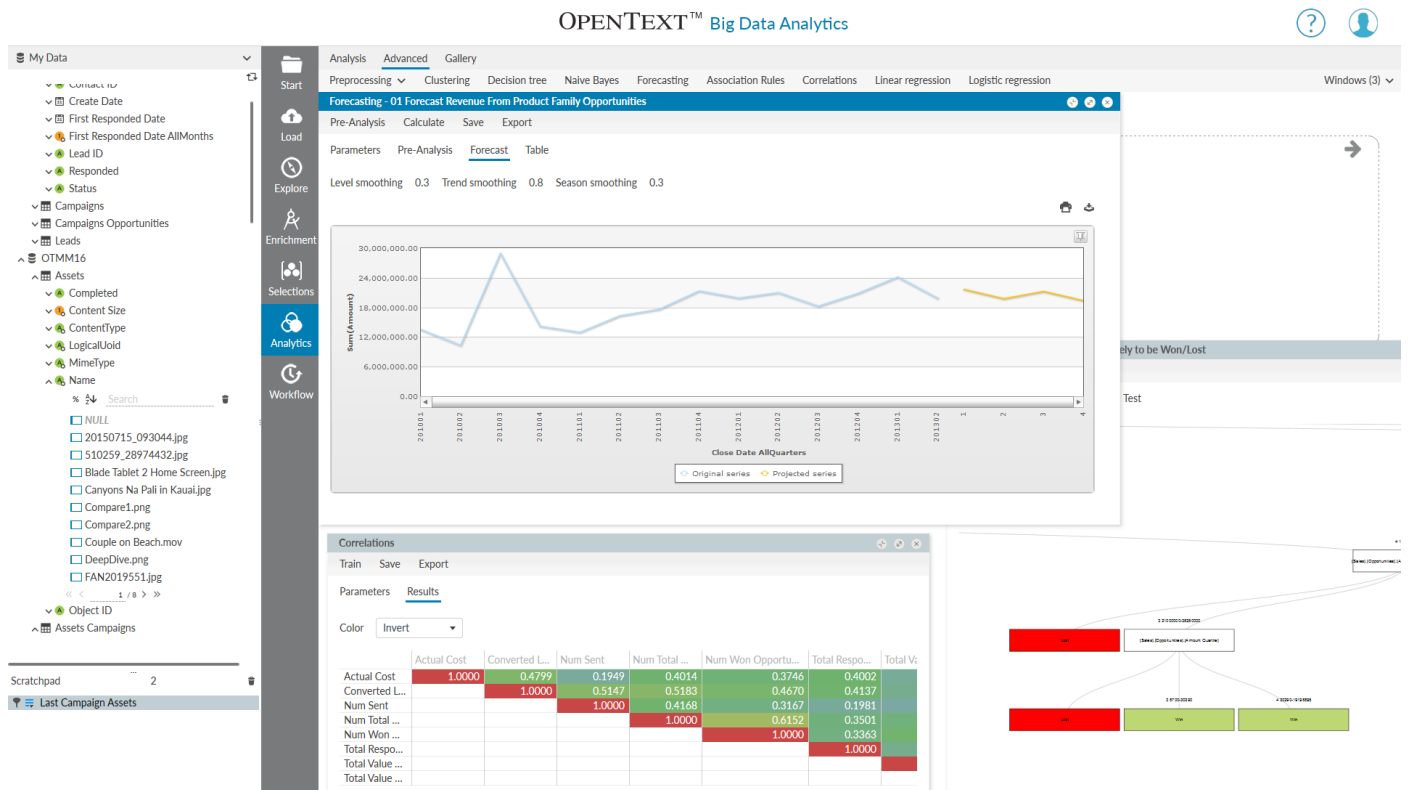 OPENTEXT™ Big Data Analytics
?
My Data
Contact ID
Create Date
First Responded Date
First Responded Date AllMonths
Lead ID
Responded
Status
Campaigns
Campaigns Opportunities
Leads
OTMM16
Assets
Completed
Content Size
ContentType
LogicalUoid
MimeType
Name
% Search
NULL
20150715_093044.jpg
510259_28974432.jpg
Blade Tablet 2 Home Screen.jpg
Canyons Na Pali in Kauai.jpg
Compare1.png
Compare2.png
Couple on Beach.mov
DeepDive.png
FAN2019551.jpg
1 / 8
Object ID
Assets Campaigns
Scratchpad 2
Last Campaign Assets
Start
Load
Explore
Enrichment
Selections
Analytics
Workflow
Analysis Advanced Gallery
Preprocessing Clustering Decision tree Naive Bayes Forecasting Association Rules Correlations Linear regression Logistic regression Windows (3)
Forecasting - 01 Forecast Revenue From Product Family Opportunities
Pre-Analysis Calculate Save Export
Parameters Pre-Analysis Forecast Table
Level smoothing 0.3 Trend smoothing 0.8 Season smoothing 0.3
Sum(Amount)
30,000,000.00
24,000,000.00
18,000,000.00
12,000,000.00
6,000,000.00
0.00
201001 201002 201003 201004 201101 201102 201103 201104 201201 201202 201203 201204 201301 201302 1 2 3 4
Close Date AllQuarters
Original series Projected series
ely to be Won/Lost
Test
Correlations
Train Save Export
Parameters Results
Color Invert
Actual Cost Converted L... Num Sent Num Total ... Num Won Opportu... Total Respo... Total Va
Actual Cost 1.0000 0.4799 0.1949 0.4014 0.3746 0.4002
Converted L... 1.0000 0.5147 0.5183 0.4670 0.4137
Num Sent 1.0000 0.4168 0.3167 0.1981
Num Total ... 1.0000 0.6152 0.3501
Num Won ... 1.0000 0.3363
Total Respo... 1.0000
Total Value ...
Total Value ...